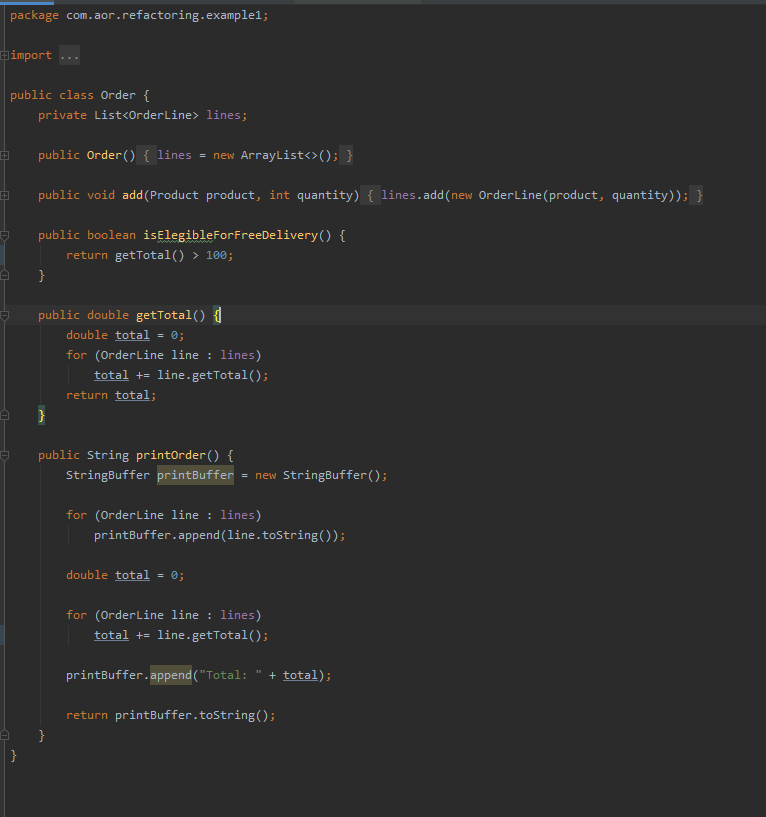 package com.aor.refactoring.example1;
import ...
public class Order {
private List<OrderLine> lines;
public Order() { lines = new ArrayList<>(); }
public void add(Product product, int quantity) { lines.add(new OrderLine(product, quantity)); }
public boolean isElegibleForFreeDelivery() {
return getTotal() > 100;
}
public double getTotal() {
double total = 0;
for (OrderLine line : lines)
total += line.getTotal();
return total;
}
public String printOrder() {
StringBuffer printBuffer = new StringBuffer();
for (OrderLine line : lines)
printBuffer.append(line.toString());
double total = 0;
for (OrderLine line : lines)
total += line.getTotal();
printBuffer.append("Total: " + total);
return printBuffer.toString();
}
}